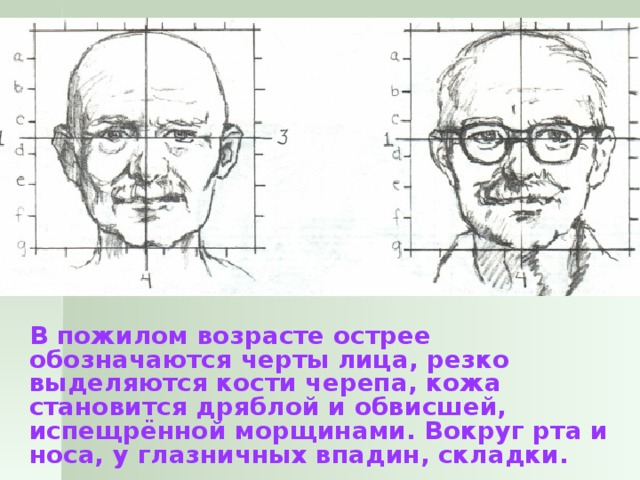 a
b
c
1
3
d
e
f
g
4
a
b
c
1
d
e
f
g
4
В пожилом возрасте острее
обозначаются черты лица, резко
выделяются кости черепа, кожа
становится дряблой и обвисшей,
испещрённой морщинами. Вокруг рта и
носа, у глазничных впадин, складки.